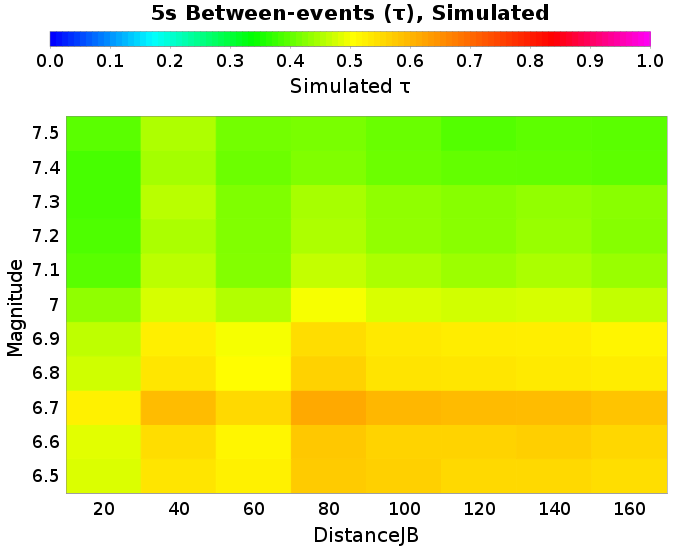 5s Between-events (τ), Simulated
0.0 0.1 0.2 0.3 0.4 0.5 0.6 0.7 0.8 0.9 1.0
Simulated τ
Magnitude
7.5
7.4
7.3
7.2
7.1
7
6.9
6.8
6.7
6.6
6.5
20 40 60 80 100 120 140 160
DistanceJB